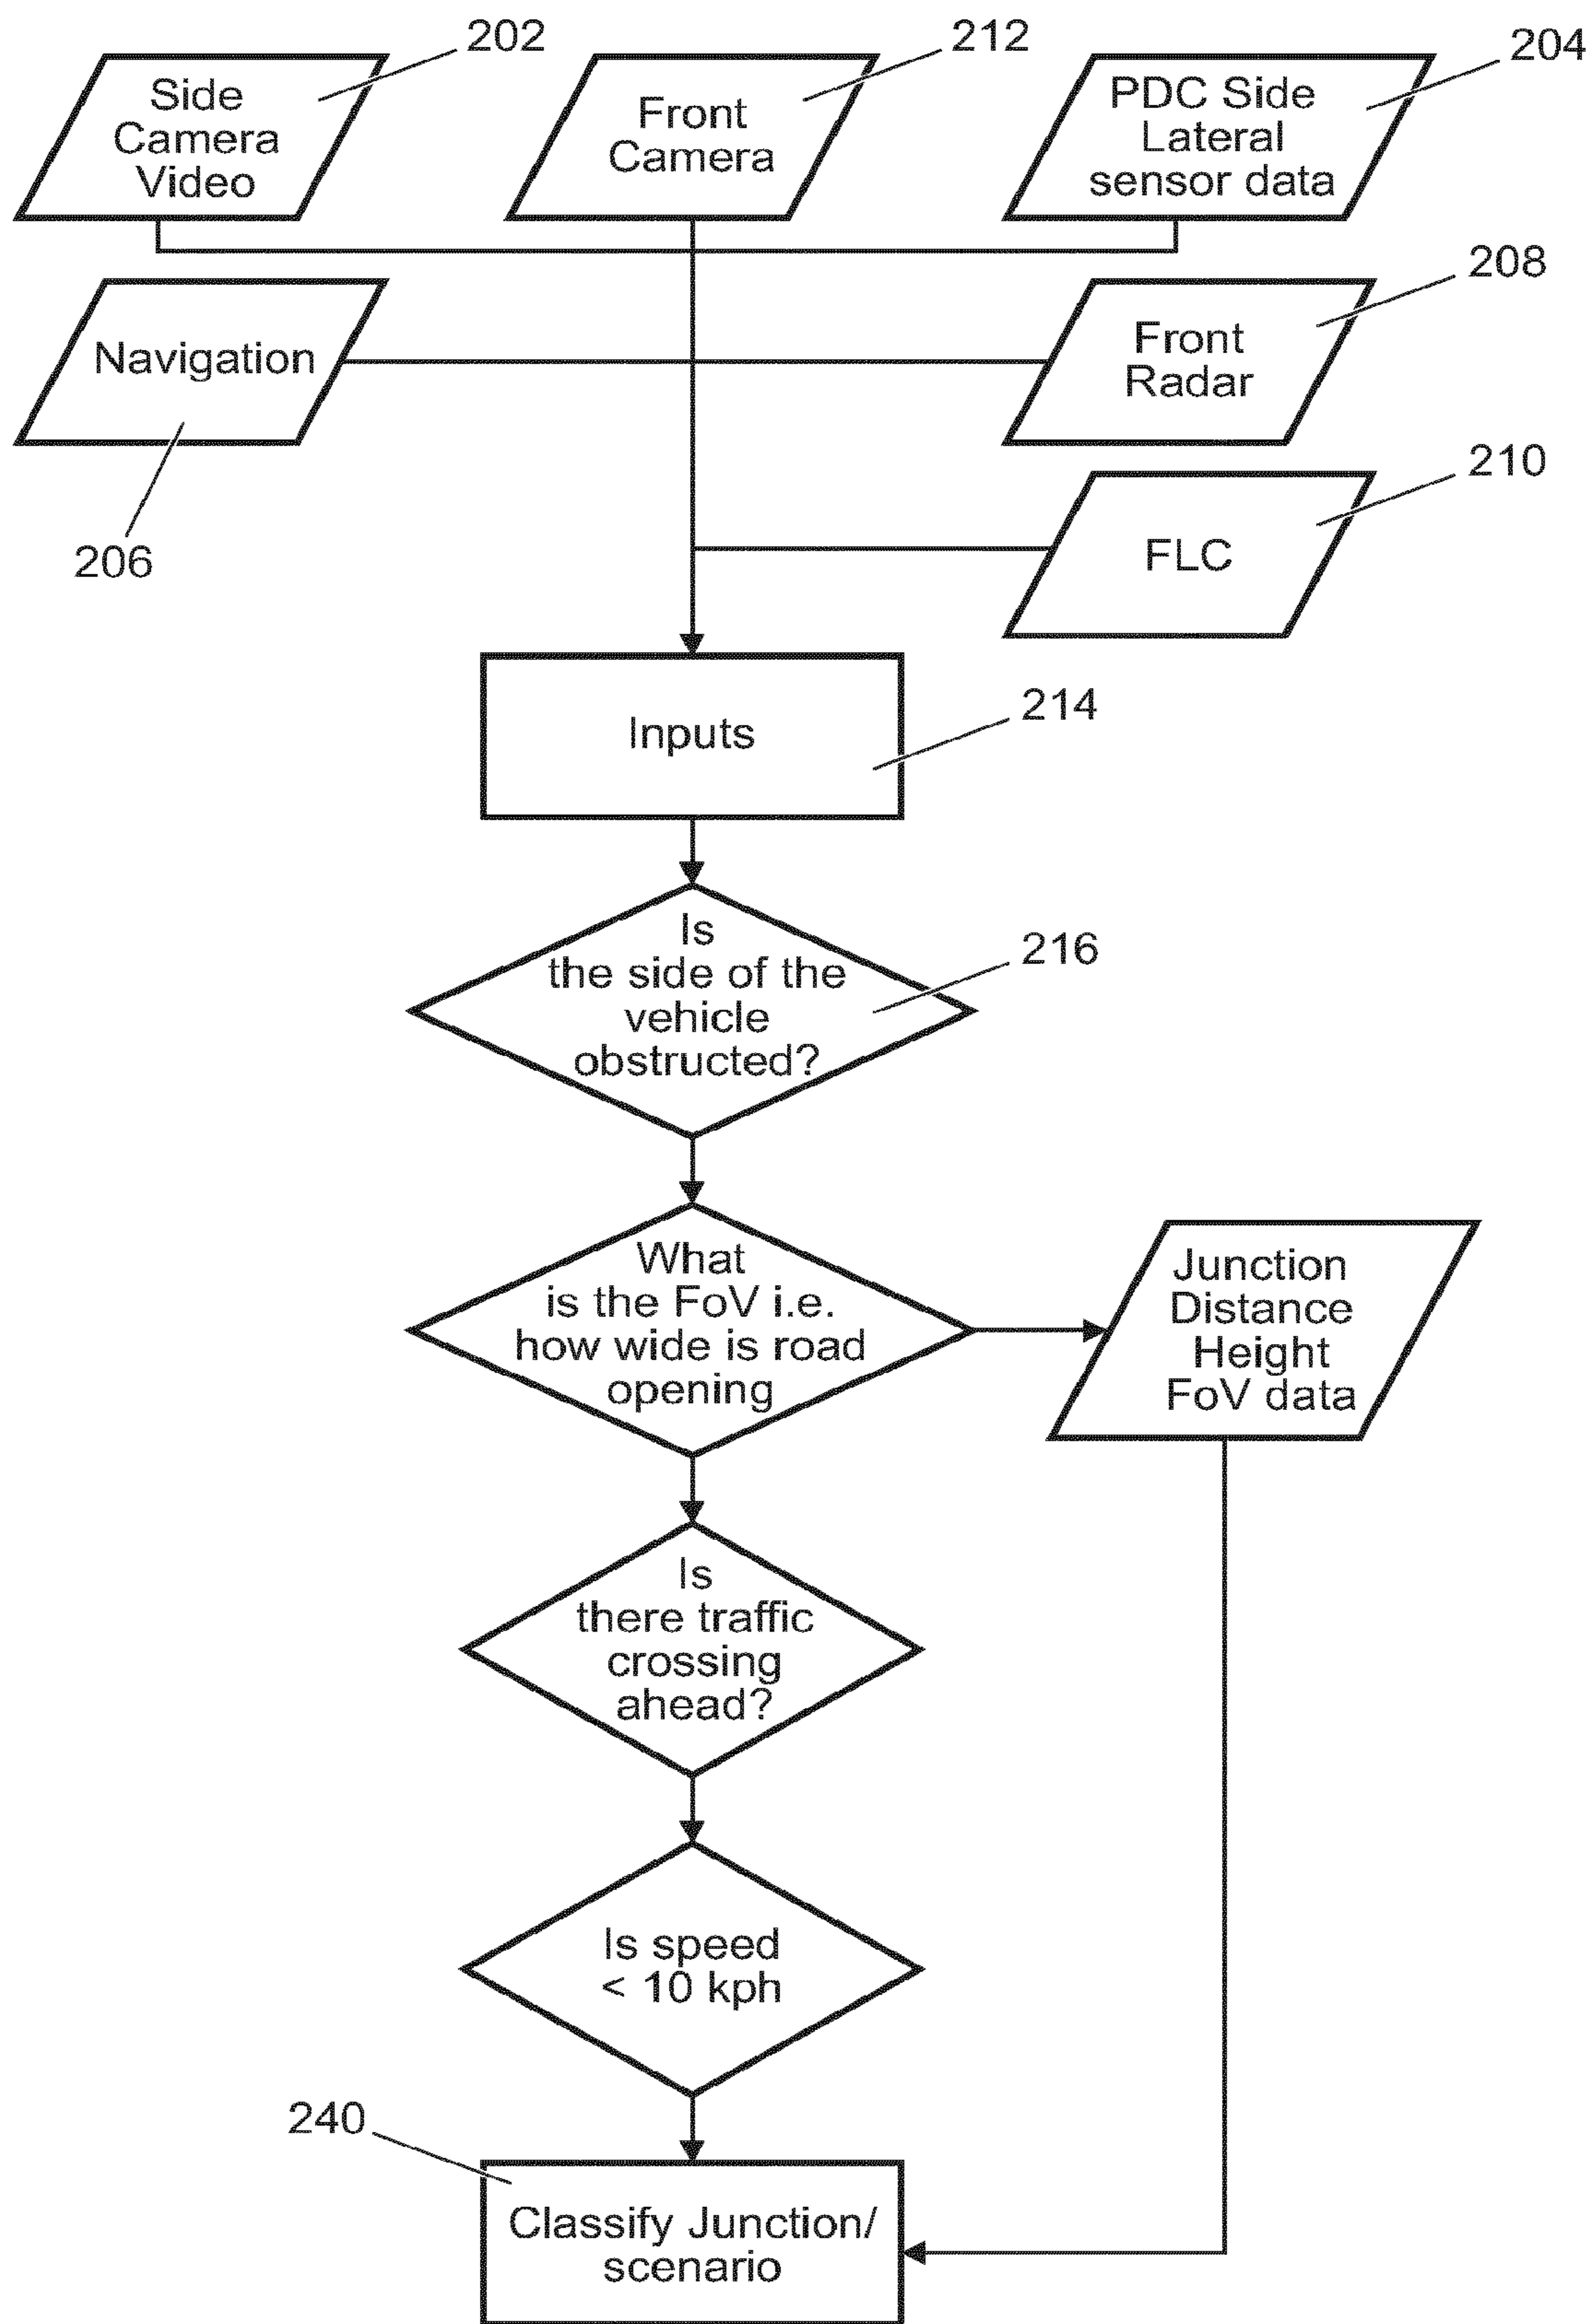 202
Side
Camera
Video
212
Front
Camera
204
PDC Side
Lateral
sensor data
Navigation
206
208
Front
Radar
210
FLC
Inputs
214
Is
the side of the
vehicle
obstructed?
216
What
is the FoV i.e.
how wide is road
opening
Junction
Distance
Height
FoV data
Is
there traffic
crossing
ahead?
Is speed
< 10 kph
240
Classify Junction/
scenario